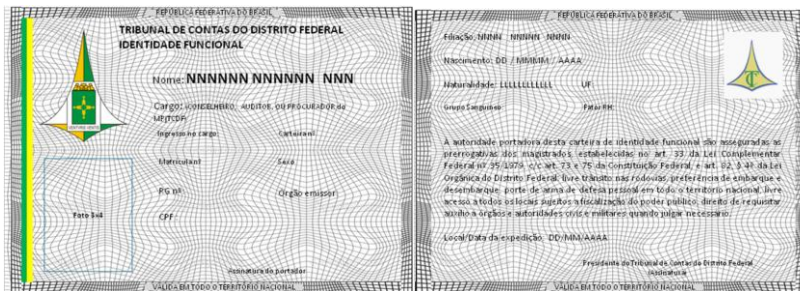 REPÚBLICA FEDERATIVA DO BRASIL
TRIBUNAL DE CONTAS DO DISTRITO FEDERAL
IDENTIDADE FUNCIONAL
Nome: NNNNNN NNNNNN NNN
Cargo: (CONSELHEIRO, AUDITOR, OU PROCURADOR do
MPJTCDF)
Ingresso no cargo: Carteira nº
Matrícula nº Sexo
RG nº Órgão emissor
Foto 3x4
CPF
Assinatura do portador
VÁLIDA EM TODO O TERRITÓRIO NACIONAL
REPÚBLICA FEDERATIVA DO BRASIL
Filiação: NNNN NNNNN NNNN
Nascimento: DD / MMMM / AAAA
Naturalidade: LLLLLLLLLLLL UF:
Grupo Sanguíneo: Fator RH:
A autoridade portadora desta carteira de identidade funcional são asseguradas as
prerrogativas dos magistrados, estabelecidas no art. 33 da Lei Complementar
Federal nº 35/1979, c/c art. 73 e 75 da Constituição Federal, e art. 82, § 4º da Lei
Orgânica do Distrito Federal, livre trânsito nas rodovias, preferência de embarque e
desembarque, porte de arma de defesa pessoal em todo o território nacional, livre
acesso a todos os locais sujeitos a fiscalização do poder público, direito de requisitar
auxílio a órgãos e autoridades civis e militares quando julgar necessário.
Local/Data da expedição: DD/MM/AAAA
Presidente do Tribunal de Contas do Distrito Federal
(Assinatura)
VÁLIDA EM TODO O TERRITÓRIO NACIONAL